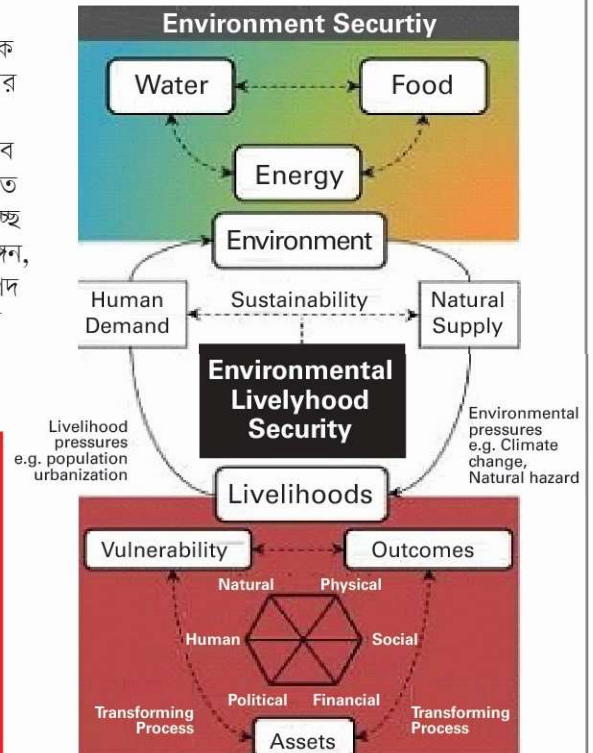 Environment Securtiy
Water
Food
Energy
Environment
Human
Demand
Sustainability
Natural
Supply
Environmental
Livelyhood
Security
Livelihood
pressures
e.g. population
urbanization
Environmental
pressures
e.g. Climate
change,
Natural hazard
Livelihoods
Vulnerability
Outcomes
Natural
Physical
Human
Social
Political
Financial
Transforming
Process
Transforming
Process
Assets